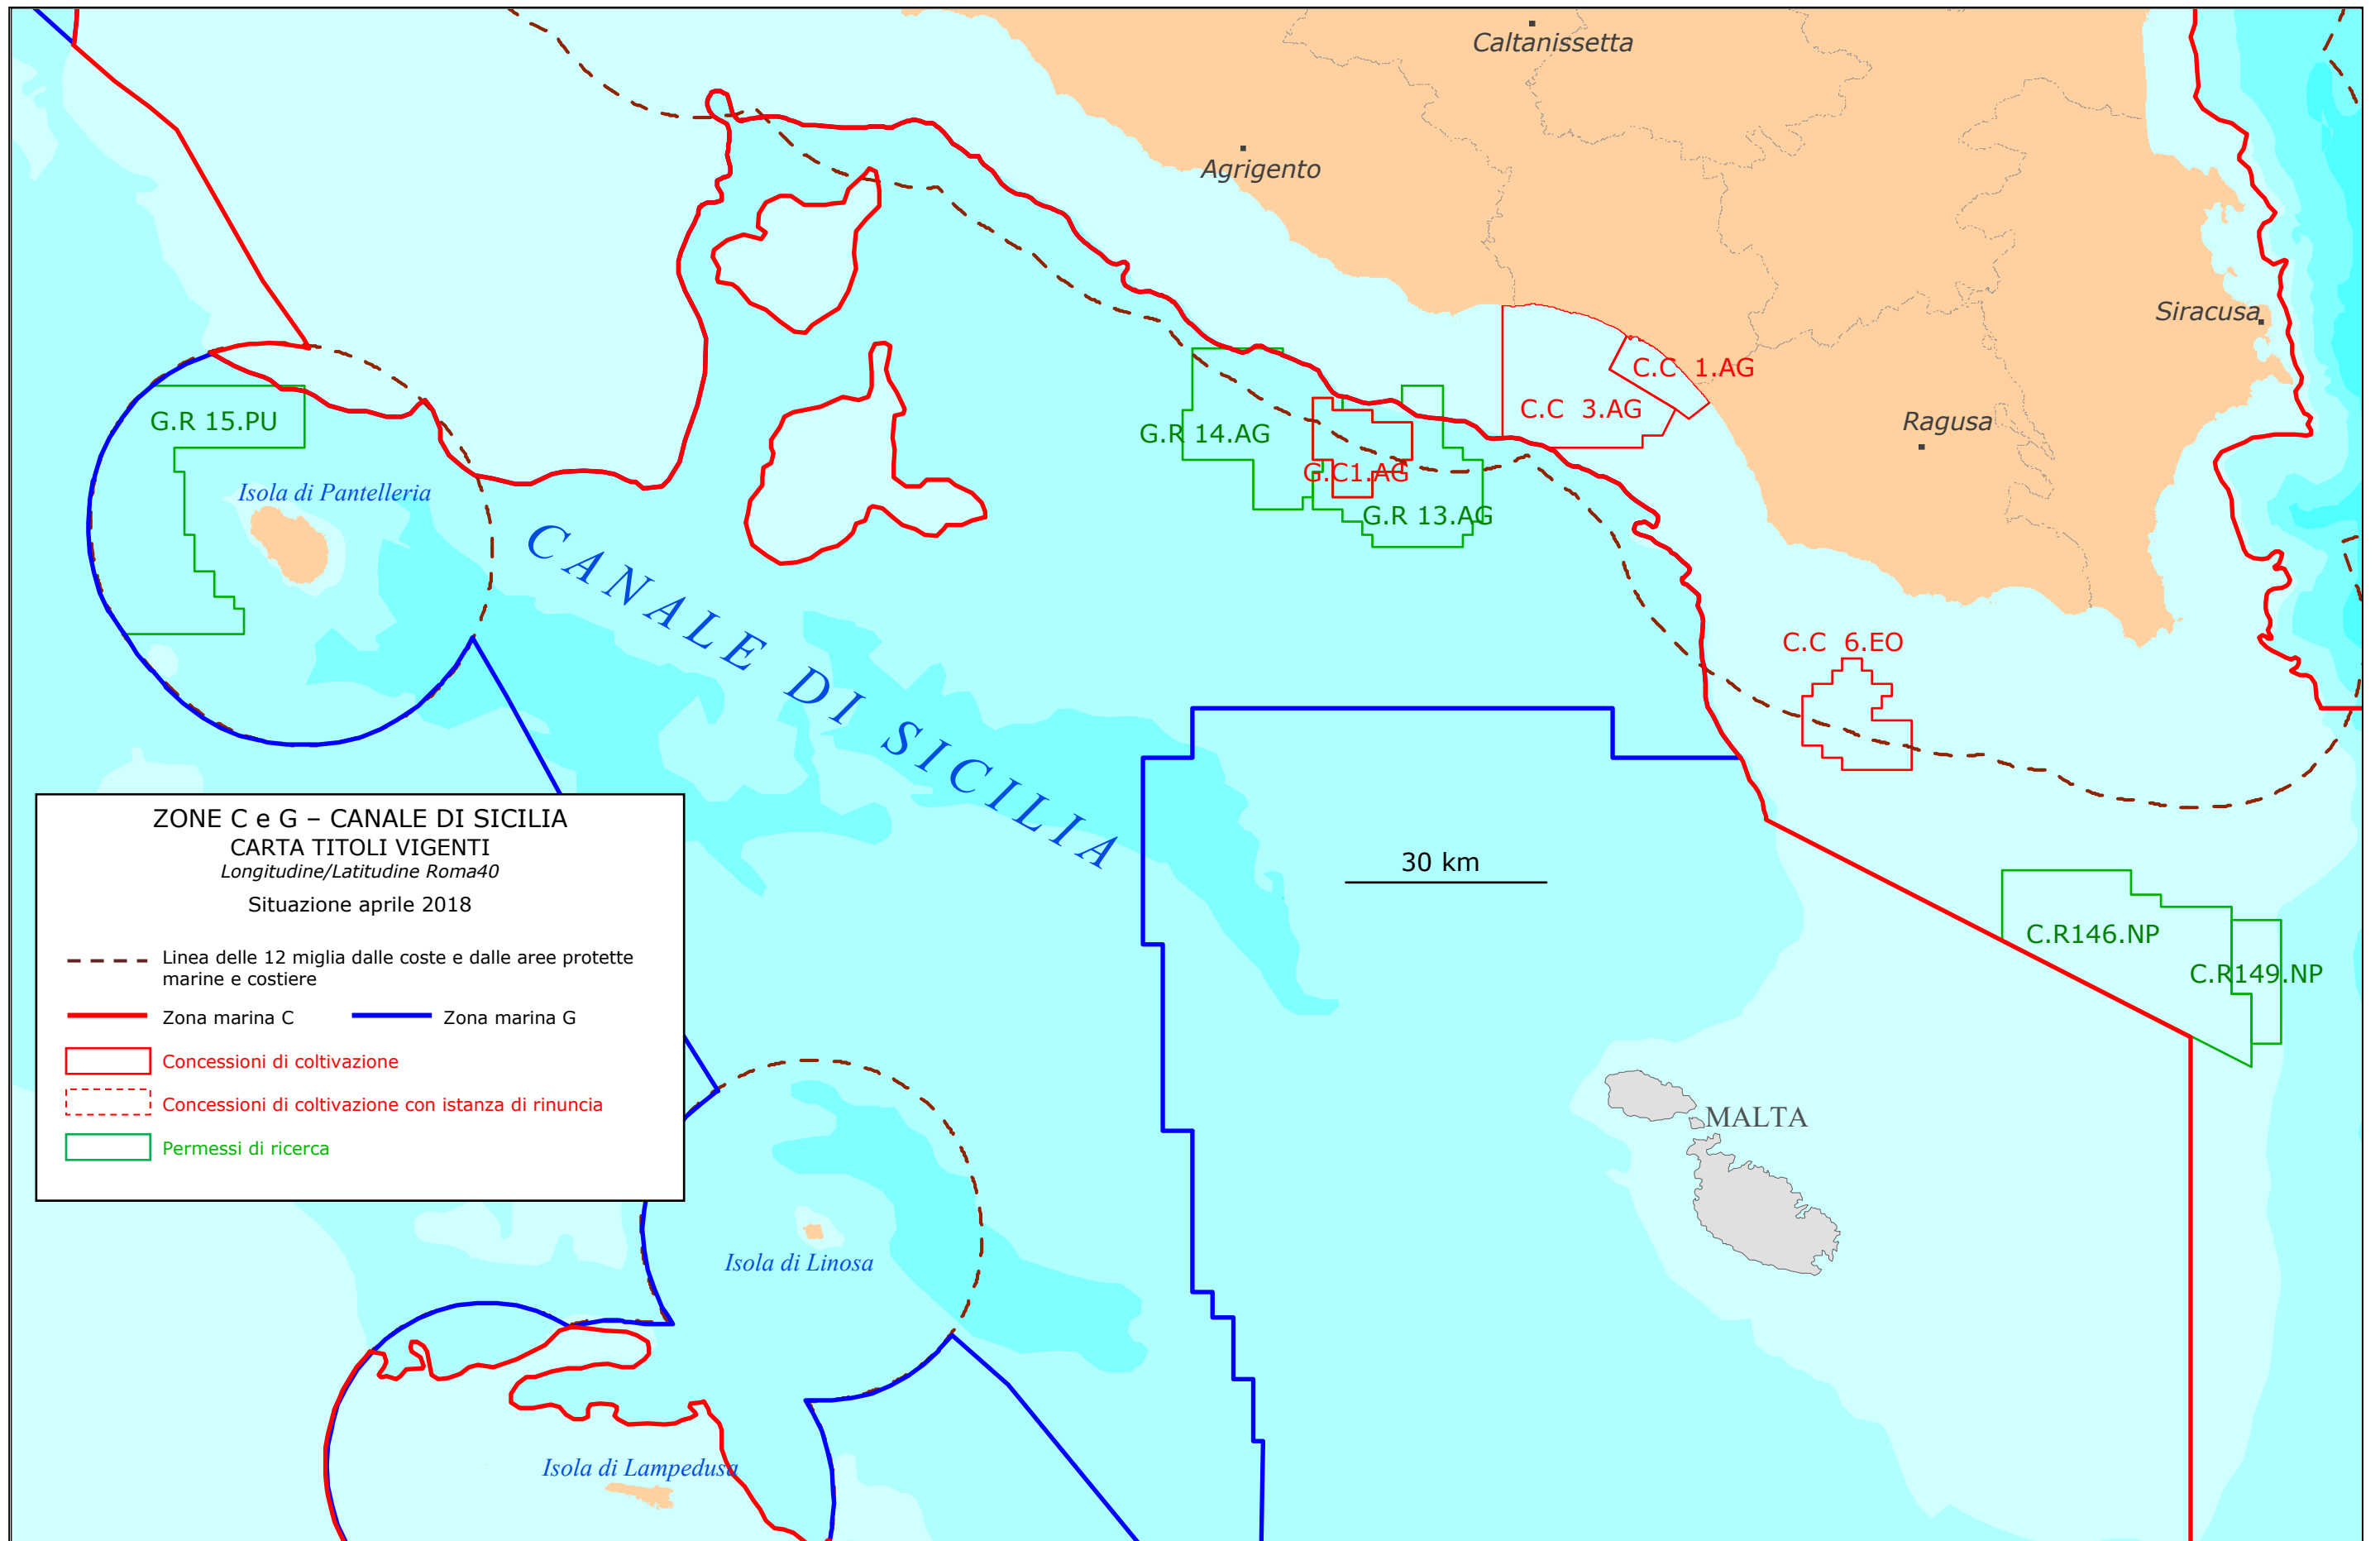 Caltanissetta
Agrigento
Siracusa
C.C  1.AG
C.C  3.AG
Ragusa
G.R 15.PU
G.R 14.AG
G.C1.AG
Isola di Pantelleria
G.R 13.AG
CANALE DI SICILIA
C.C  6.EO
30 km
C.R146.NP
C.R149.NP
MALTA
ZONE C e G – CANALE DI SICILIA
CARTA TITOLI VIGENTI
Longitudine/Latitudine Roma40
Situazione aprile 2018
Linea delle 12 miglia dalle coste e dalle aree protette
marine e costiere
Zona marina C
Zona marina G
Concessioni di coltivazione
Concessioni di coltivazione con istanza di rinuncia
Permessi di ricerca
Isola di Linosa
Isola di Lampedusa